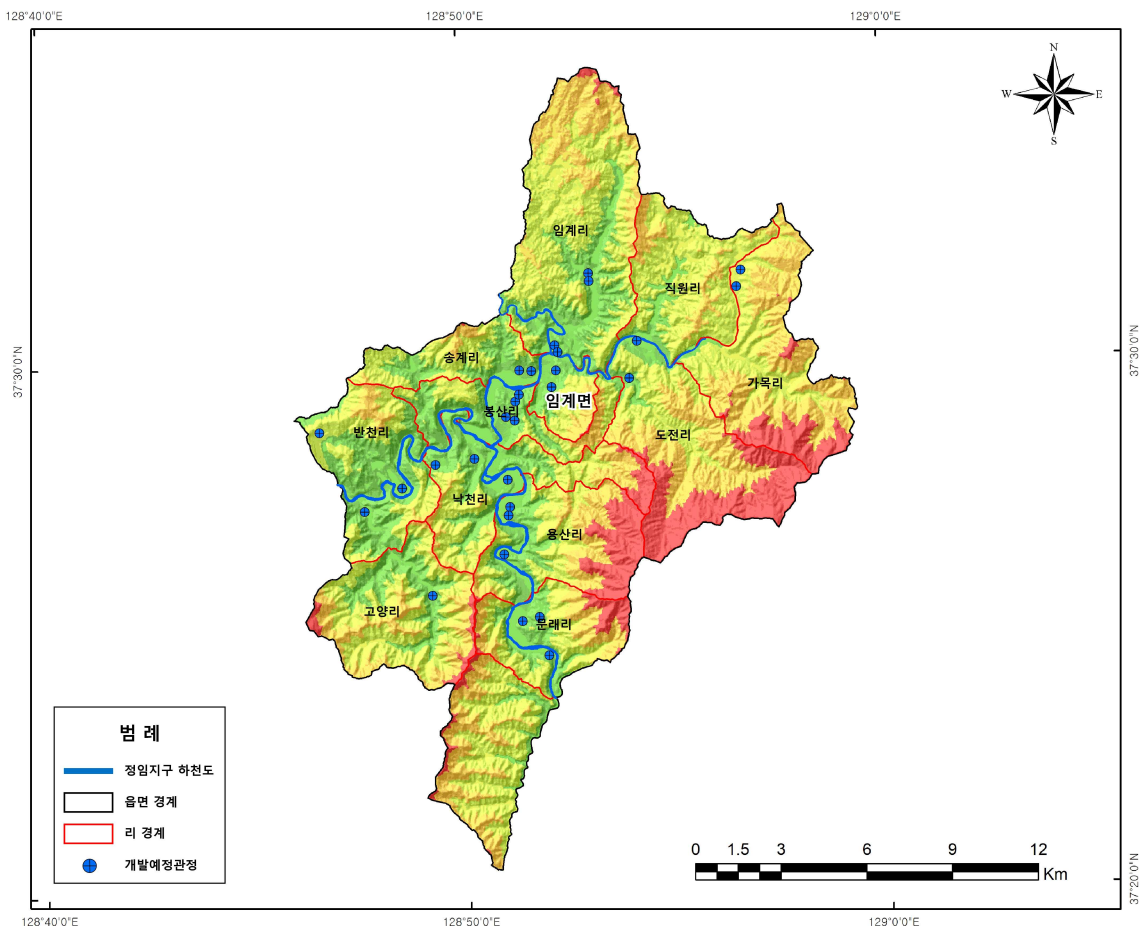 128°40'0"E 128°50'0"E 129°0'0"E
N
W E
S
임계리
직원리
37°30'0"N
37°30'0"N
송계리
가목리
임계면
봉산리
반천리
도전리
낙천리
용산리
고양리
문래리
범 례
정임지구 하천도
읍면 경계
리 경계
개발예정관정
0 1.5 3 6 9 12
Km
37°20'0"N
128°40'0"E 128°50'0"E 129°0'0"E